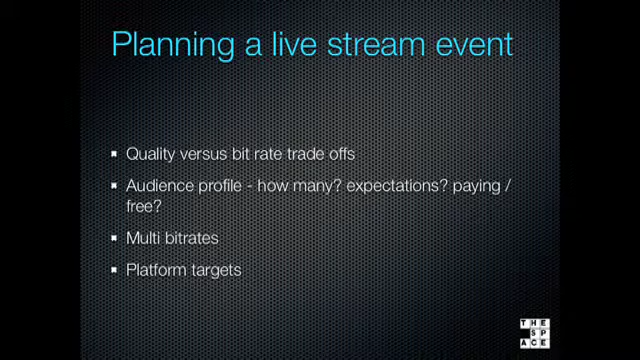 Planning a live stream event
Quality versus bit rate trade offs
Audience profile - how many? expectations? paying /
free?
Multi bitrates
Platform targets
THE
SP
ACE